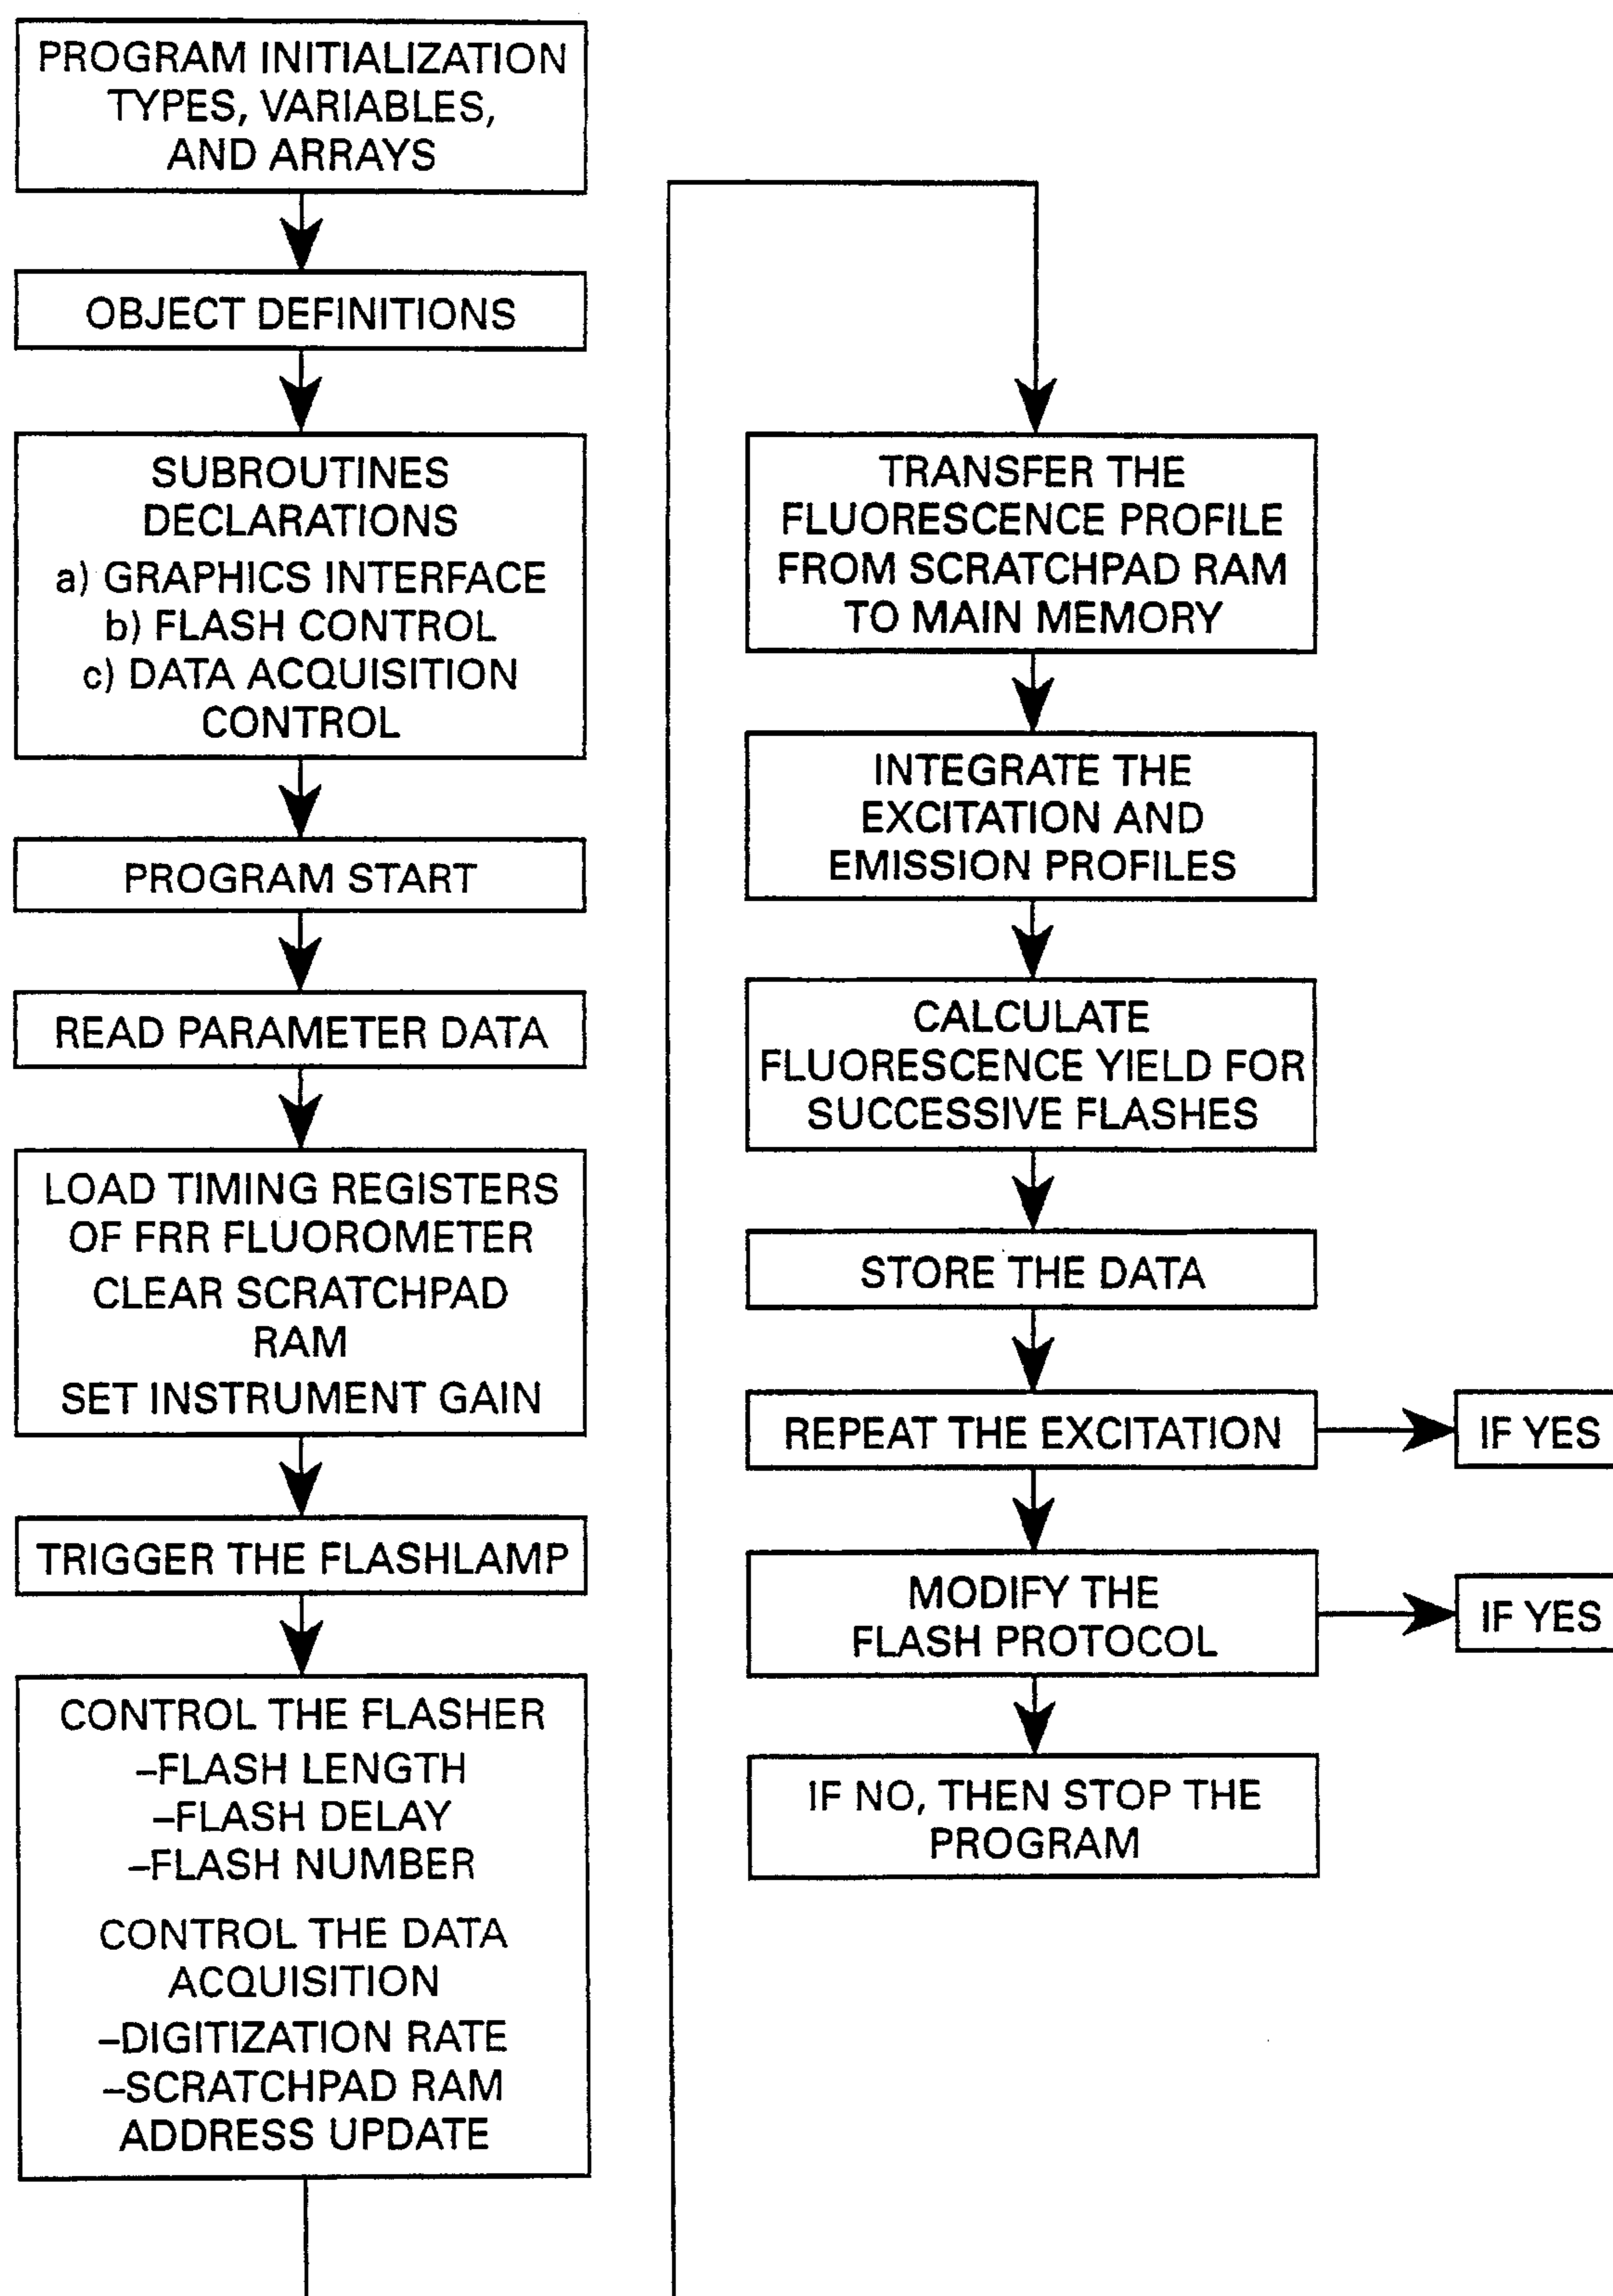 PROGRAM INITIALIZATION
TYPES, VARIABLES,
AND ARRAYS
OBJECT DEFINITIONS
SUBROUTINES
DECLARATIONS
a) GRAPHICS INTERFACE
b) FLASH CONTROL
c) DATA ACQUISITION
CONTROL
PROGRAM START
READ PARAMETER DATA
LOAD TIMING REGISTERS
OF FRR FLUOROMETER
CLEAR SCRATCHPAD
RAM
SET INSTRUMENT GAIN
TRIGGER THE FLASHLAMP
CONTROL THE FLASHER
–FLASH LENGTH
–FLASH DELAY
–FLASH NUMBER
CONTROL THE DATA
ACQUISITION
–DIGITIZATION RATE
–SCRATCHPAD RAM
ADDRESS UPDATE
TRANSFER THE
FLUORESCENCE PROFILE
FROM SCRATCHPAD RAM
TO MAIN MEMORY
INTEGRATE THE
EXCITATION AND
EMISSION PROFILES
CALCULATE
FLUORESCENCE YIELD FOR
SUCCESSIVE FLASHES
STORE THE DATA
REPEAT THE EXCITATION
IF YES
MODIFY THE
FLASH PROTOCOL
IF YES
IF NO, THEN STOP THE
PROGRAM